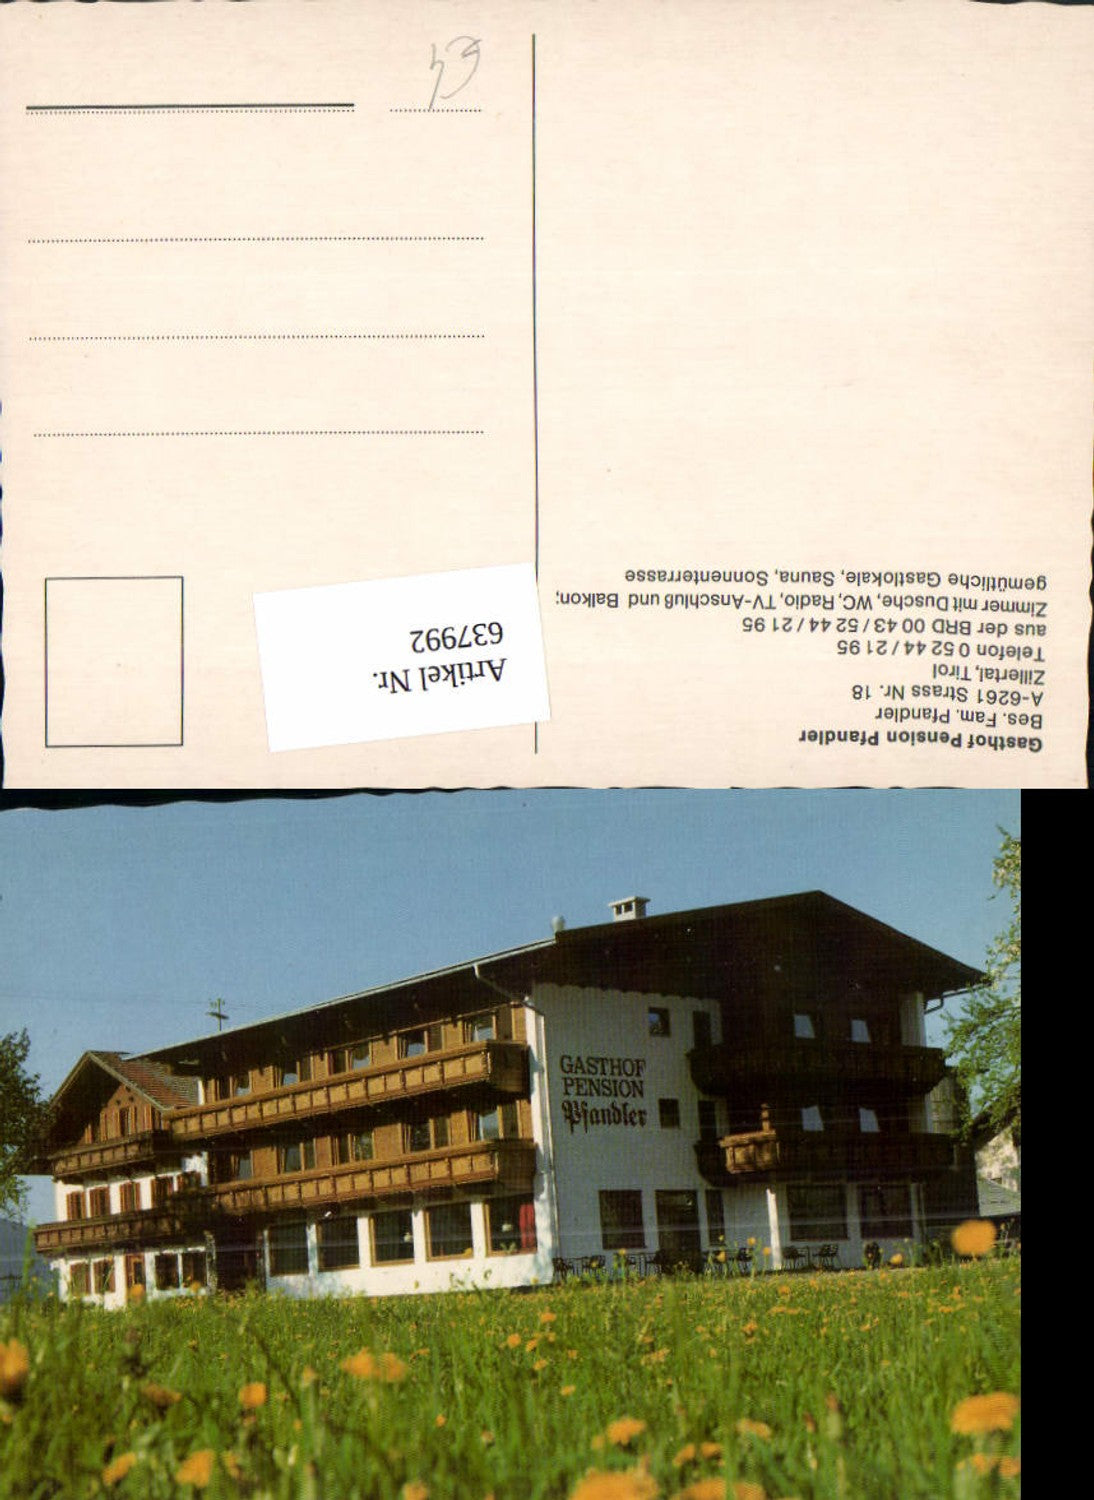 Gasthof Pension Pfandler
Bes. Fam. Pfandler
A-6261 Strass Nr. 18
Zillertal, Tirol
Telefon 0 52 44 / 21 95
aus der BRD 00 43 / 52 44 / 21 95
Zimmer mit Dusche, WC, Radio, TV-Anschluß und Balkon;
gemütliche Gastlokale, Sauna, Sonnenterrasse
Artikel Nr.
637992
GASTHOF
PENSION
Pfandler